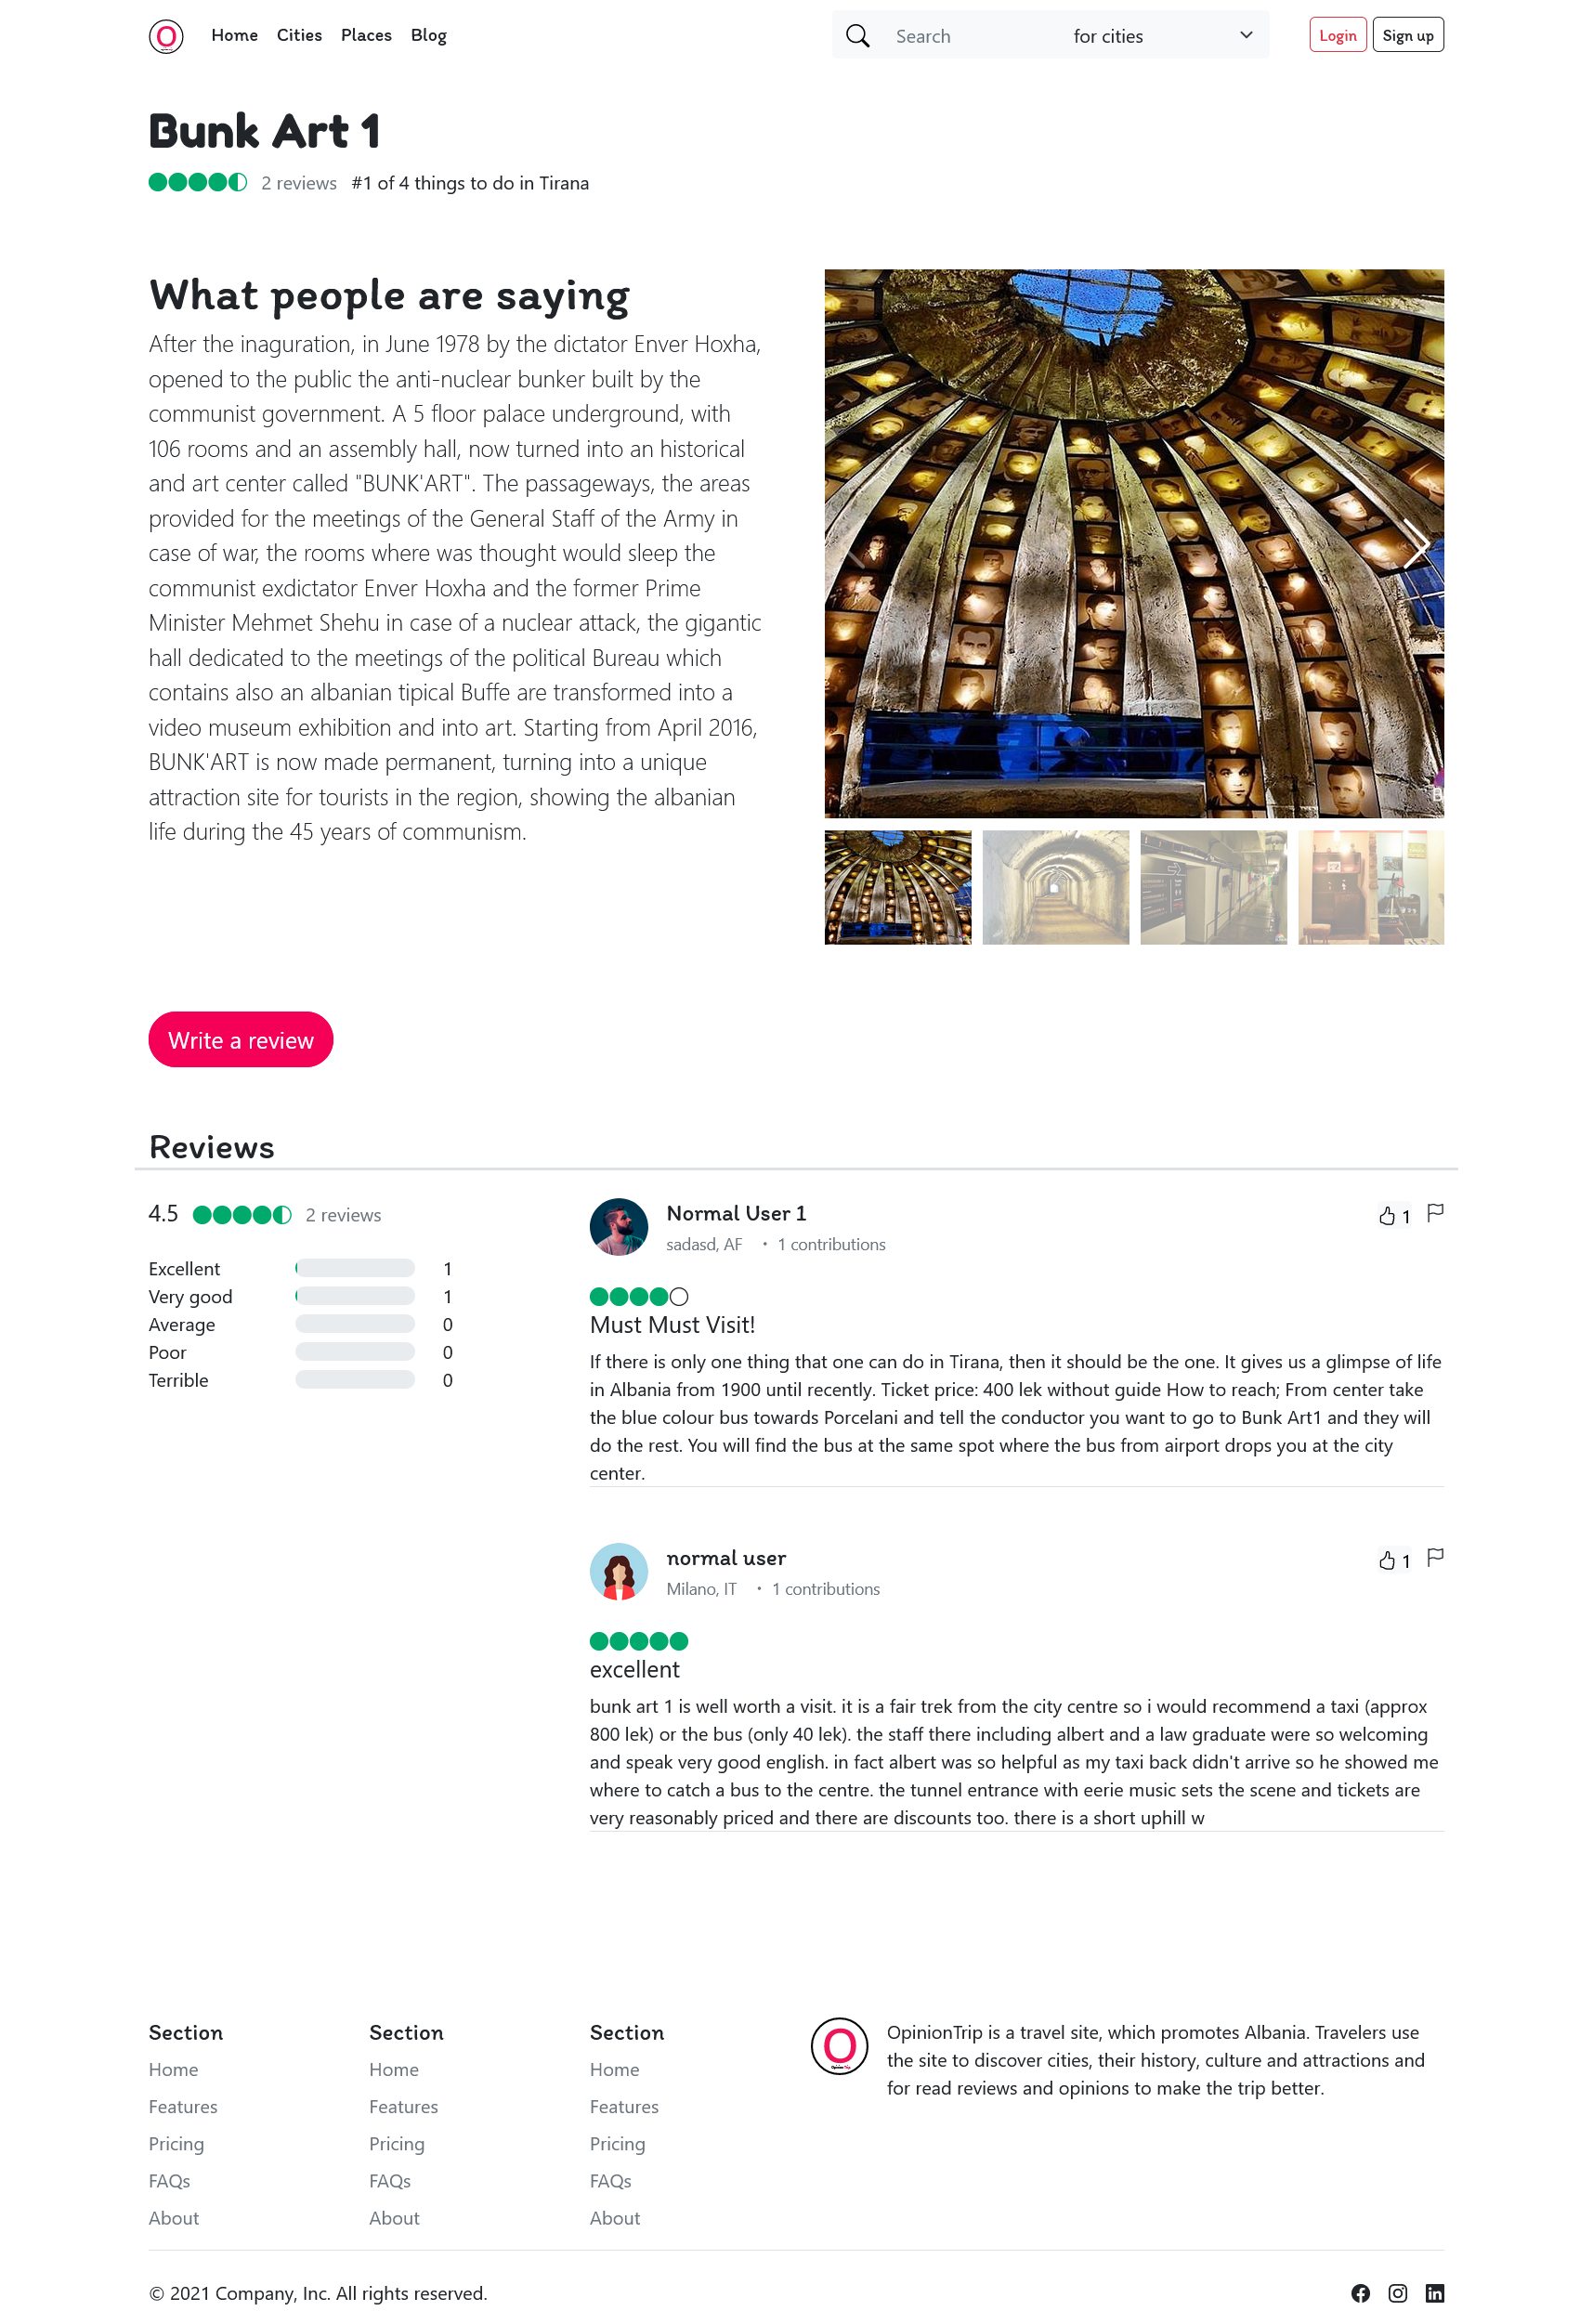 O
Home Cities Places Blog
Search for cities
Login Sign up
Bunk Art 1
2 reviews #1 of 4 things to do in Tirana
What people are saying
After the inaguration, in June 1978 by the dictator Enver Hoxha,
opened to the public the anti-nuclear bunker built by the
communist government. A 5 floor palace underground, with
106 rooms and an assembly hall, now turned into an historical
and art center called "BUNK'ART". The passageways, the areas
provided for the meetings of the General Staff of the Army in
case of war, the rooms where was thought would sleep the
communist exdictator Enver Hoxha and the former Prime
Minister Mehmet Shehu in case of a nuclear attack, the gigantic
hall dedicated to the meetings of the political Bureau which
contains also an albanian tipical Buffe are transformed into a
video museum exhibition and into art. Starting from April 2016,
BUNK'ART is now made permanent, turning into a unique
attraction site for tourists in the region, showing the albanian
life during the 45 years of communism.
Write a review
Reviews
4.5 2 reviews
Excellent 1
Very good 1
Average 0
Poor 0
Terrible 0
Normal User 1
sadasd, AF • 1 contributions
1
Must Must Visit!
If there is only one thing that one can do in Tirana, then it should be the one. It gives us a glimpse of life
in Albania from 1900 until recently. Ticket price: 400 lek without guide How to reach; From center take
the blue colour bus towards Porcelani and tell the conductor you want to go to Bunk Art1 and they will
do the rest. You will find the bus at the same spot where the bus from airport drops you at the city
center.
normal user
Milano, IT • 1 contributions
1
excellent
bunk art 1 is well worth a visit. it is a fair trek from the city centre so i would recommend a taxi (approx
800 lek) or the bus (only 40 lek). the staff there including albert and a law graduate were so welcoming
and speak very good english. in fact albert was so helpful as my taxi back didn't arrive so he showed me
where to catch a bus to the centre. the tunnel entrance with eerie music sets the scene and tickets are
very reasonably priced and there are discounts too. there is a short uphill w
Section
Home
Features
Pricing
FAQs
About
Section
Home
Features
Pricing
FAQs
About
Section
Home
Features
Pricing
FAQs
About
O
OpinionTrip is a travel site, which promotes Albania. Travelers use
the site to discover cities, their history, culture and attractions and
for read reviews and opinions to make the trip better.
© 2021 Company, Inc. All rights reserved.